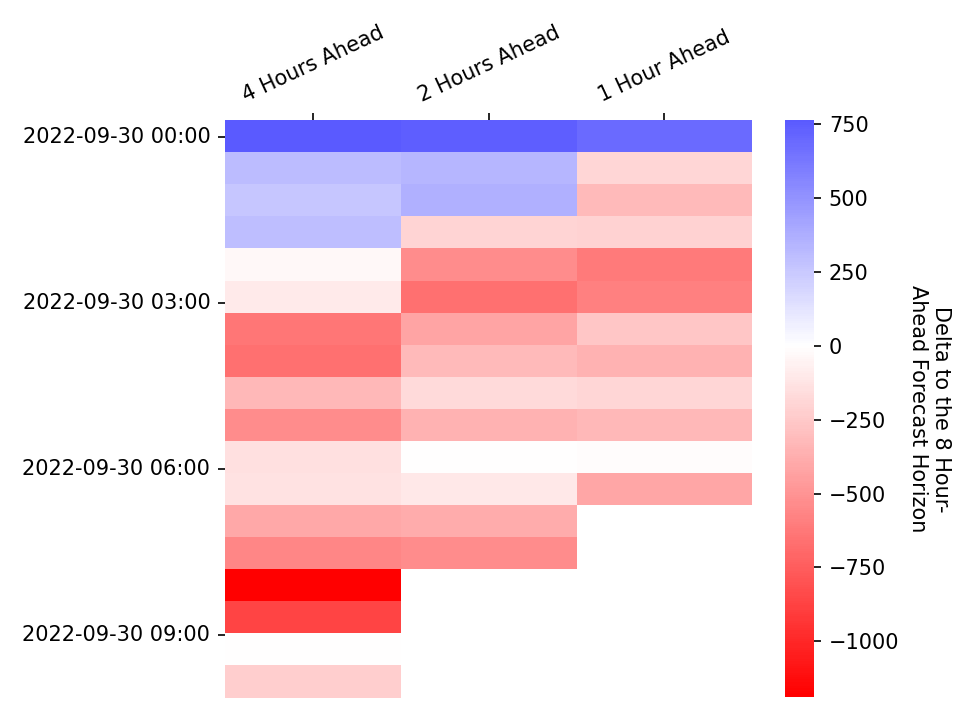 4 Hours Ahead
2 Hours Ahead
1 Hour Ahead
2022-09-30 00:00
2022-09-30 03:00
2022-09-30 06:00
2022-09-30 09:00
750
500
250
0
−250
−500
−750
−1000
Delta to the 8 Hour-
Ahead Forecast Horizon